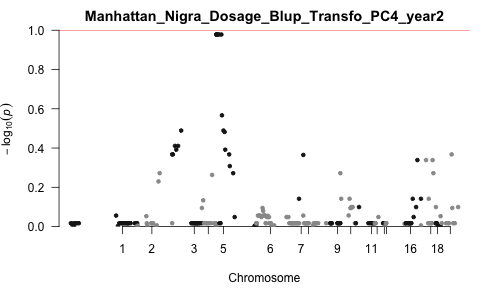 Manhattan_Nigra_Dosage_Blup_Transfo_PC4_year2
1.0
0.8
0.6
0.4
0.2
0.0
− log10(p)
1 2 3 5 6 7 9 11 16 18
Chromosome